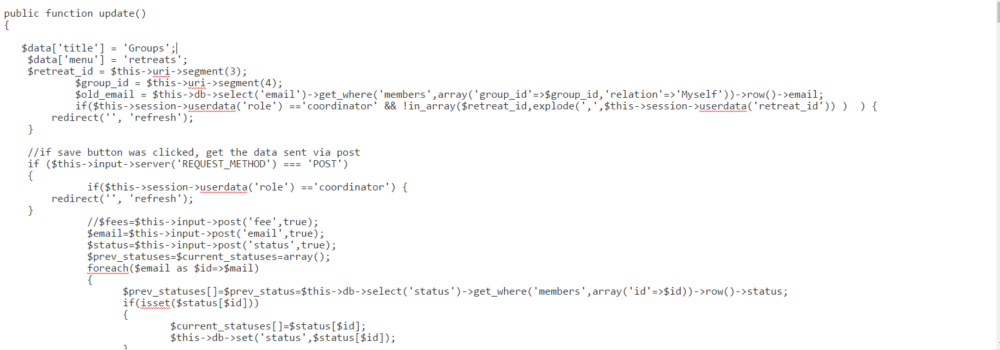 public function update()
{
$data['title'] = 'Groups';
$data['menu'] = 'retreats';
$retreat_id = $this->uri->segment(3);
$group_id = $this->uri->segment(4);
$old_email = $this->db->select('email')->get_where('members',array('group_id'=>$group_id,'relation'=>'Myself'))->row()->email;
if($this->session->userdata('role') =='coordinator' && !in_array($retreat_id,explode(',',$this->session->userdata('retreat_id')) )  ) {
redirect('', 'refresh');
}
//if save button was clicked, get the data sent via post
if ($this->input->server('REQUEST_METHOD') === 'POST')
{
if($this->session->userdata('role') =='coordinator') {
redirect('', 'refresh');
}
//$fees=$this->input->post('fee',true);
$email=$this->input->post('email',true);
$status=$this->input->post('status',true);
$prev_statuses=$current_statuses=array();
foreach($email as $id=>$mail)
{
$prev_statuses[]=$prev_status=$this->db->select('status')->get_where('members',array('id'=>$id))->row()->status;
if(isset($status[$id]))
{
$current_statuses[]=$status[$id];
$this->db->set('status',$status[$id]);
}